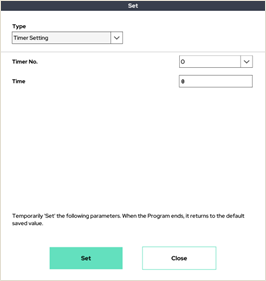 Set
Type
Timer Setting
Timer No.
0
Time
0
Temporarily 'Set' the following parameters. When the Program ends, it returns to the default
saved value.
Set
Close